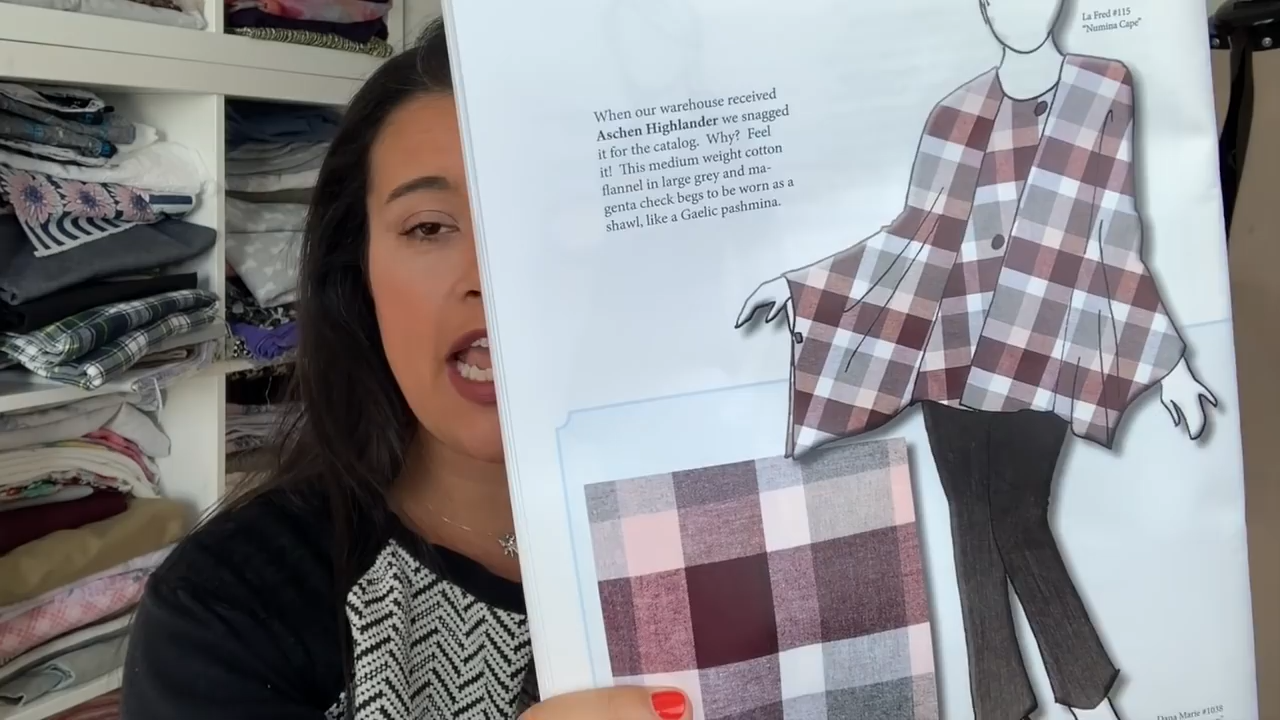 La Fred #115
"Numina Cape"
When our warehouse received
Aschen Highlander we snagged
it for the catalog. Why? Feel
it! This medium weight cotton
flannel in large grey and ma-
genta check begs to be worn as a
shawl, like a Gaelic pashmina.
Dana Marie #1038